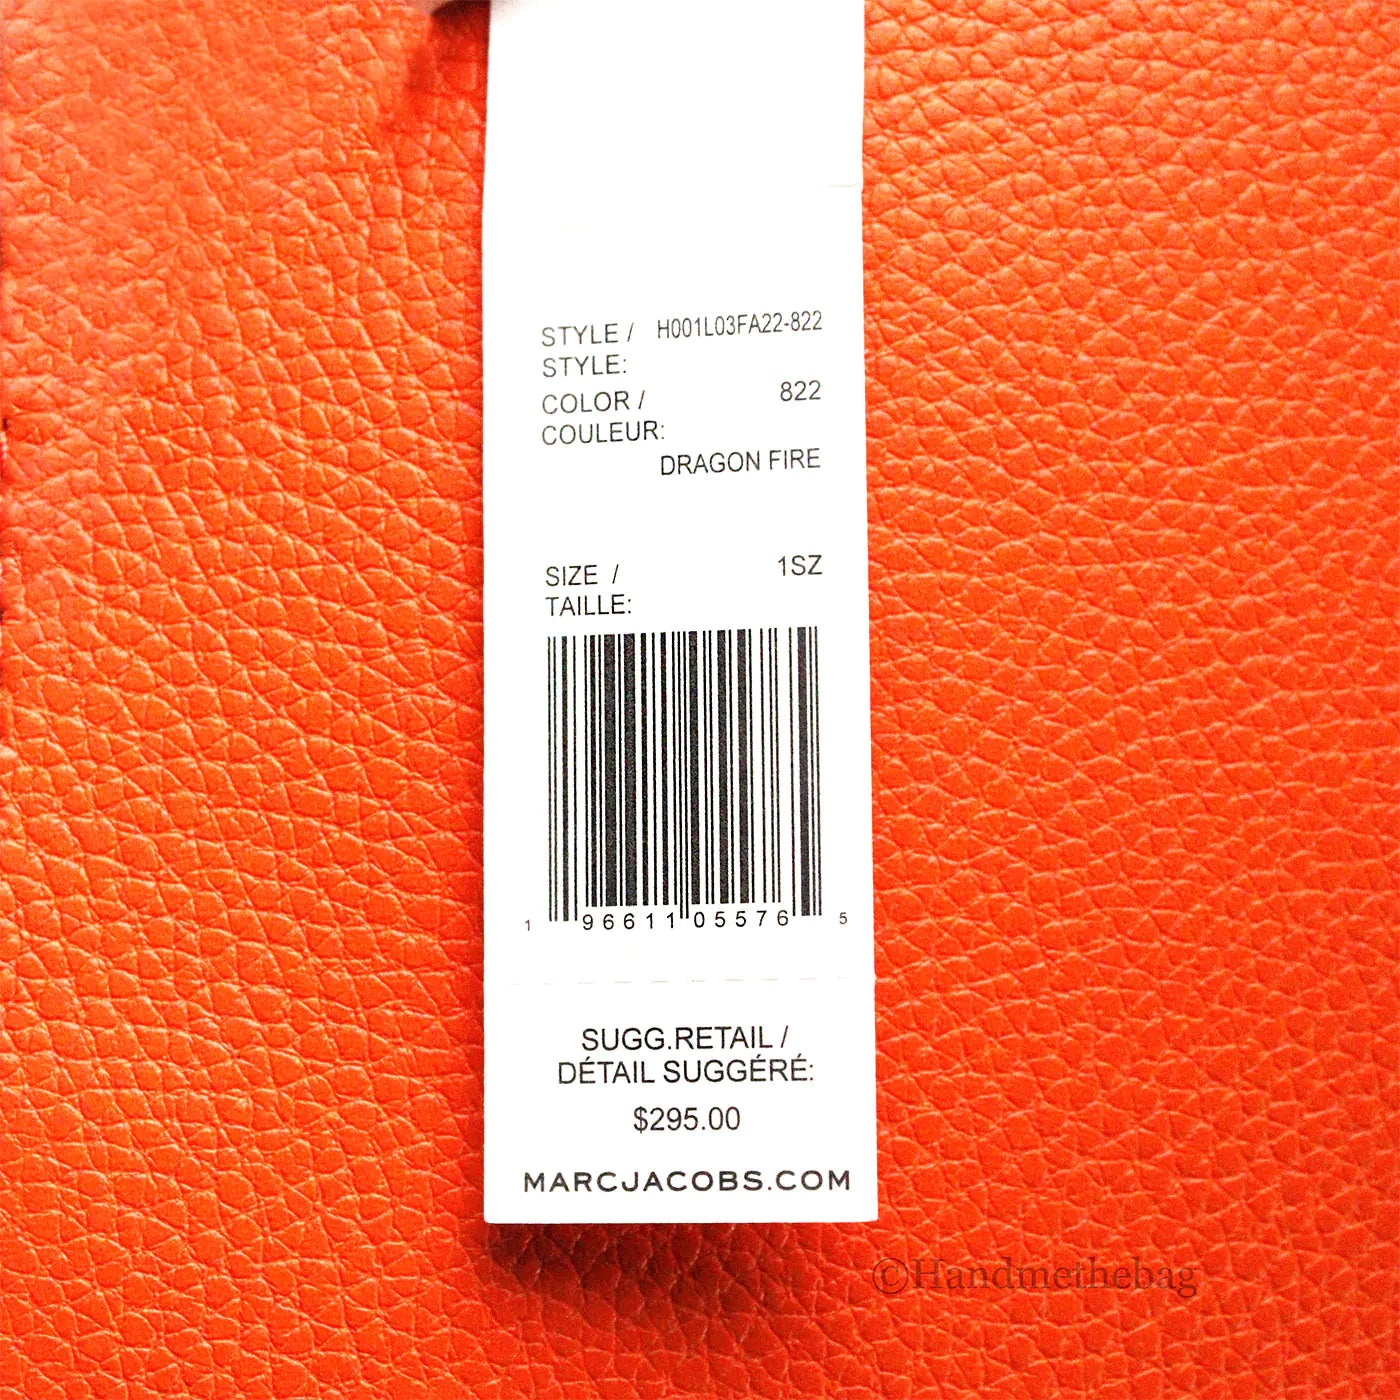 STYLE / H001L03FA22-822
STYLE:
COLOR / 822
COULEUR:
DRAGON FIRE
SIZE / 1SZ
TAILLE:
1 96611 05576 5
SUGG.RETAIL /
DÉTAIL SUGGÉRÉ:
$295.00
MARCJACOBS.COM
©Handmethebag